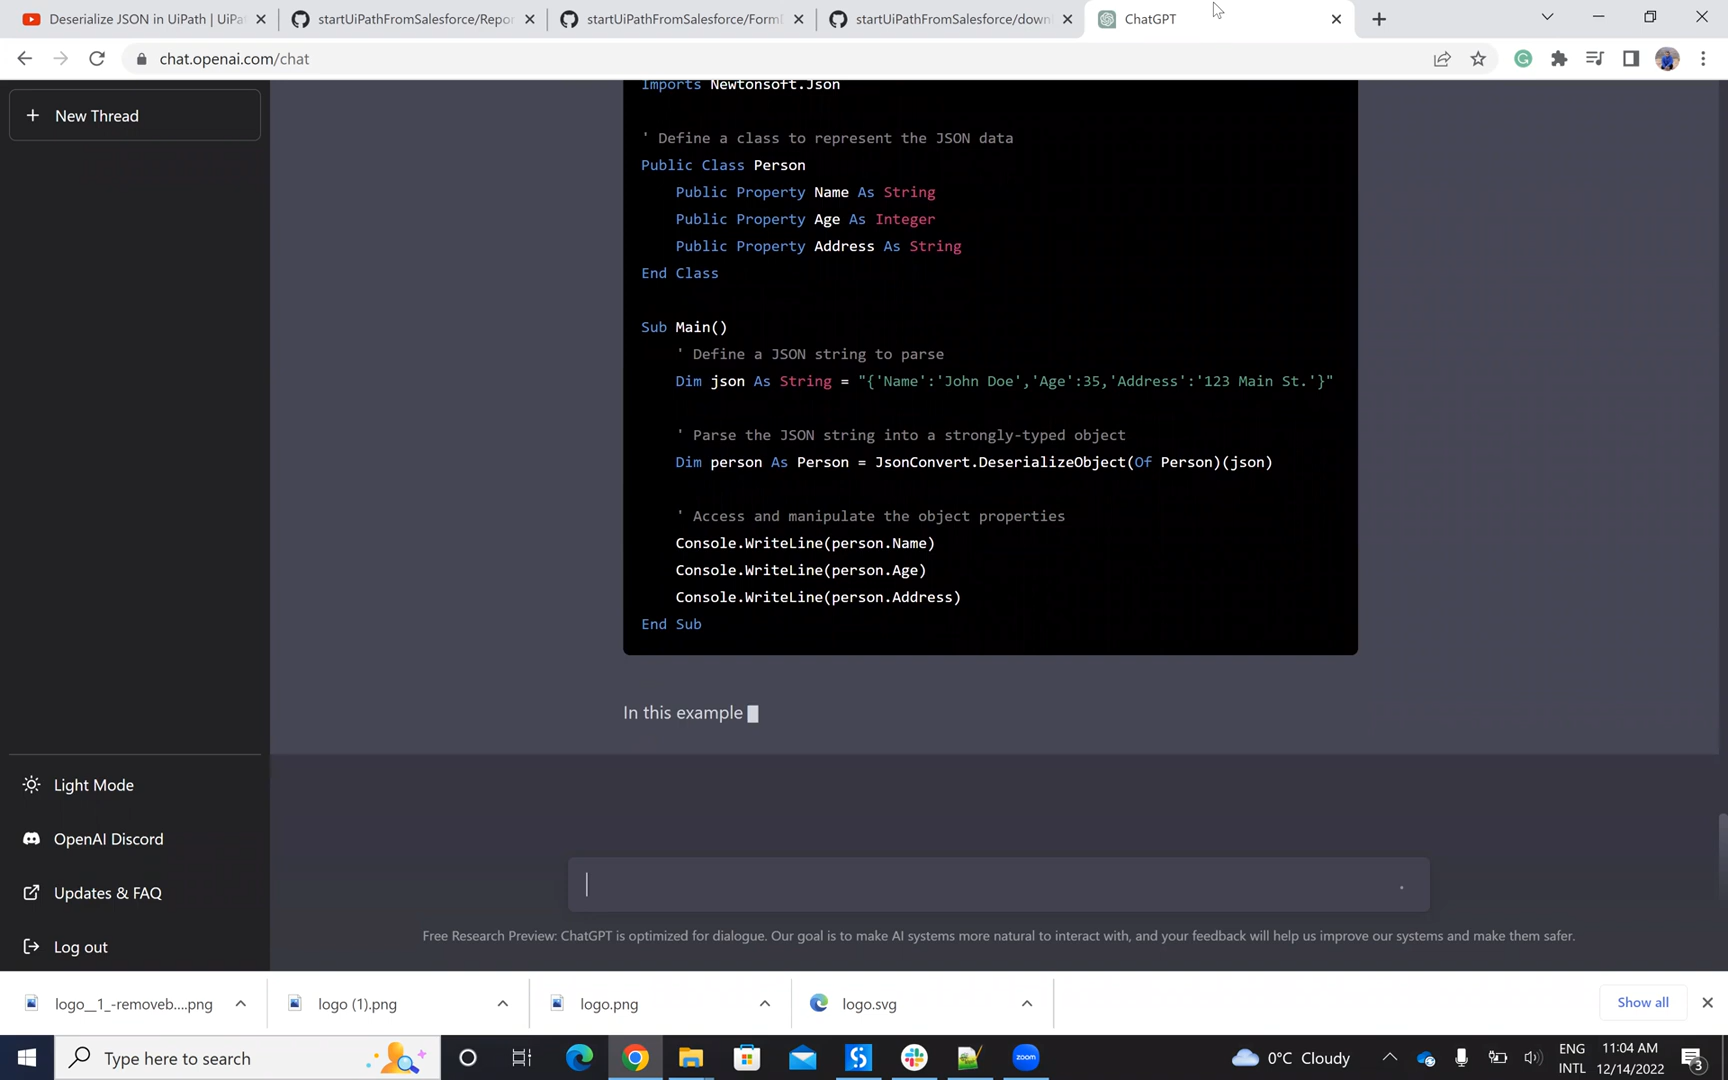 Deserialize JSON in UiPath | UiPa
startUiPathFromSalesforce/Repor
startUiPathFromSalesforce/Form
startUiPathFromSalesforce/down
ChatGPT
chat.openai.com/chat
New Thread
Imports Newtonsoft.Json
' Define a class to represent the JSON data
Public Class Person
Public Property Name As String
Public Property Age As Integer
Public Property Address As String
End Class
Sub Main()
' Define a JSON string to parse
Dim json As String = "{'Name':'John Doe','Age':35,'Address':'123 Main St.'}"
' Parse the JSON string into a strongly-typed object
Dim person As Person = JsonConvert.DeserializeObject(Of Person)(json)
' Access and manipulate the object properties
Console.WriteLine(person.Name)
Console.WriteLine(person.Age)
Console.WriteLine(person.Address)
End Sub
In this example
Light Mode
OpenAI Discord
Updates & FAQ
Log out
Free Research Preview: ChatGPT is optimized for dialogue. Our goal is to make AI systems more natural to interact with, and your feedback will help us improve our systems and make them safer.
logo__1_-removeb....png
logo (1).png
logo.png
logo.svg
Show all
Type here to search
zoom
0°C Cloudy
ENG
INTL
11:04 AM
12/14/2022
3